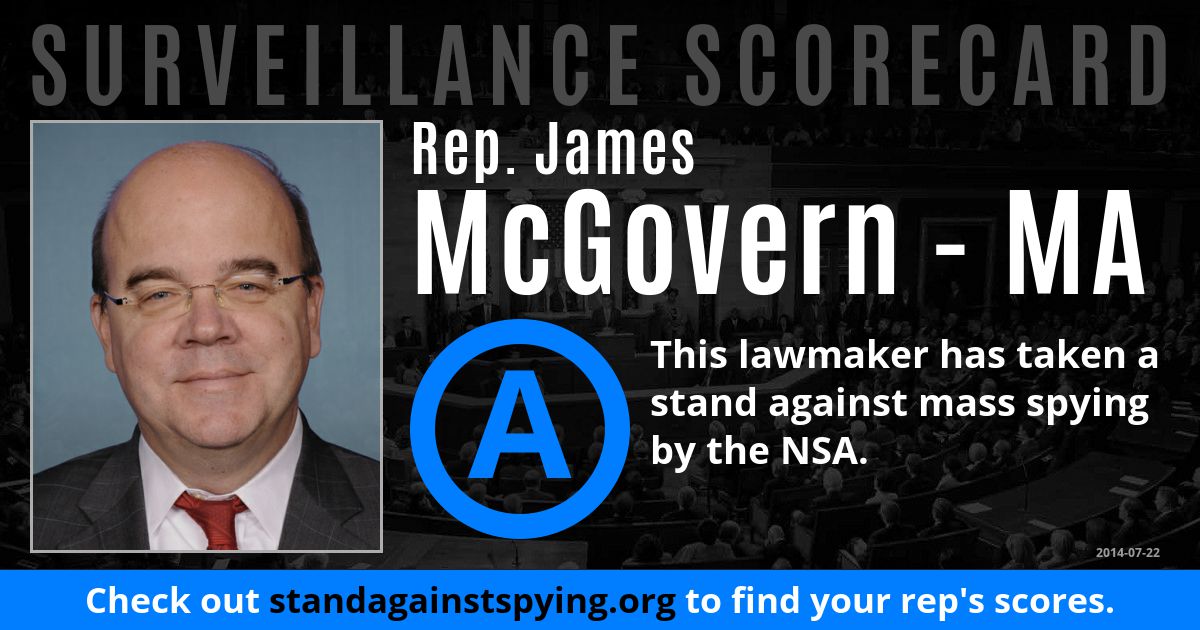 SURVEILLANCE SCORECARD
Rep. James
McGovern - MA
A
This lawmaker has taken a
stand against mass spying
by the NSA.
2014-07-22
Check out standagainstspying.org to find your rep's scores.